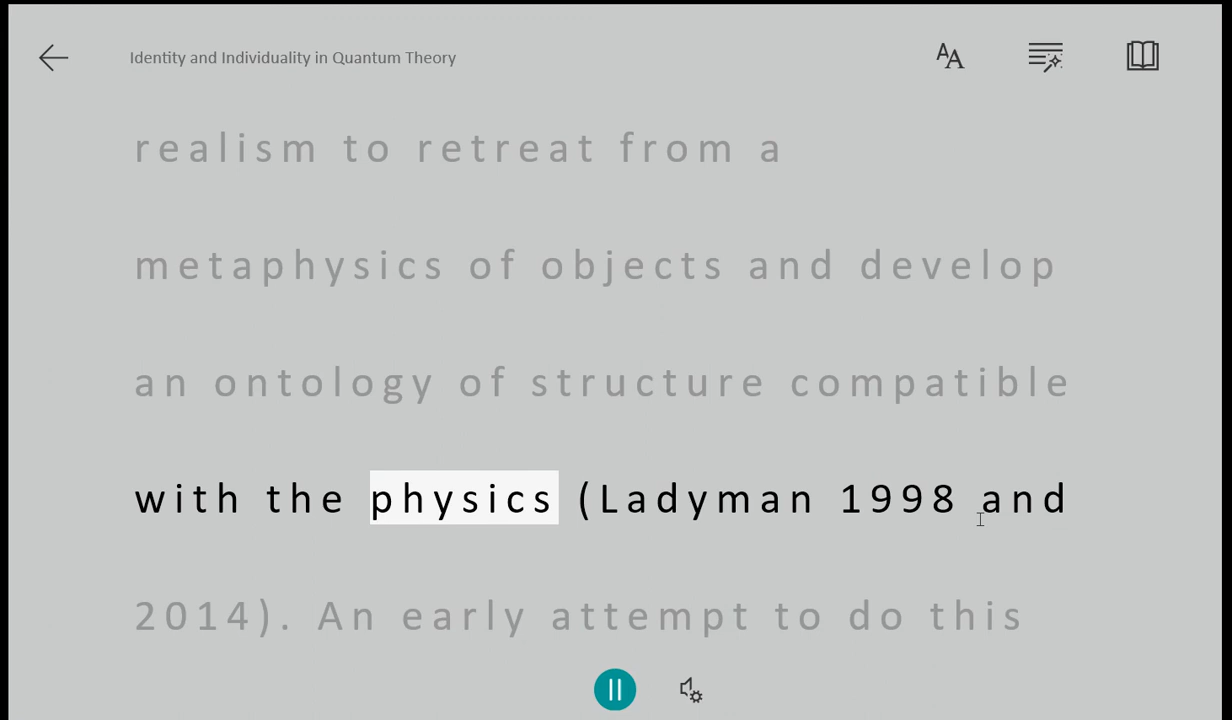 Identity and Individuality in Quantum Theory
realism to retreat from a
metaphysics of objects and develop
an ontology of structure compatible
with the physics (Ladyman 1998 and
2014). An early attempt to do this